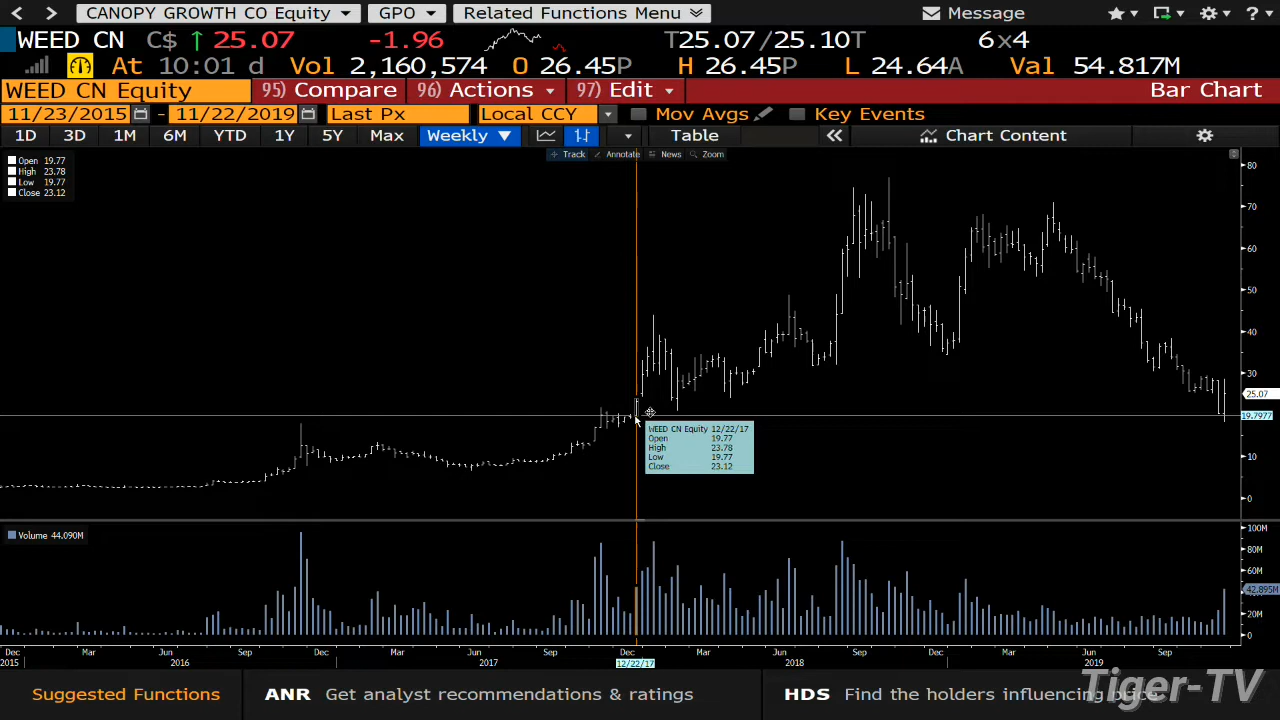 CANOPY GROWTH CO Equity GPO Related Functions Menu Message
WEED CN C$ ↑ 25.07 -1.96 T25.07/25.10T 6x4
At 10:01 d Vol 2,160,574 O 26.45P H 26.45P L 24.64A Val 54.817M
WEED CN Equity 95) Compare 96) Actions 97) Edit Bar Chart
11/23/2015 - 11/22/2019 Last Px Local CCY Mov Avgs Key Events
1D 3D 1M 6M YTD 1Y 5Y Max Weekly Table Chart Content
Track Annotate News Zoom
Open 19.77
High 23.78
Low 19.77
Close 23.12
80
70
60
50
40
30
25.07
19.7977
10
0
WEED CN Equity 12/22/17
Open 19.77
High 23.78
Low 19.77
Close 23.12
Volume 44.090M
100M
80M
60M
42.895M
20M
0
Dec Mar Jun Sep Dec Mar Jun Sep Dec Mar Jun Sep Dec Mar Jun Sep
2015 2016 2017 12/22/17 2018 2019
Suggested Functions ANR Get analyst recommendations & ratings HDS Find the holders influencing price
Tiger-TV